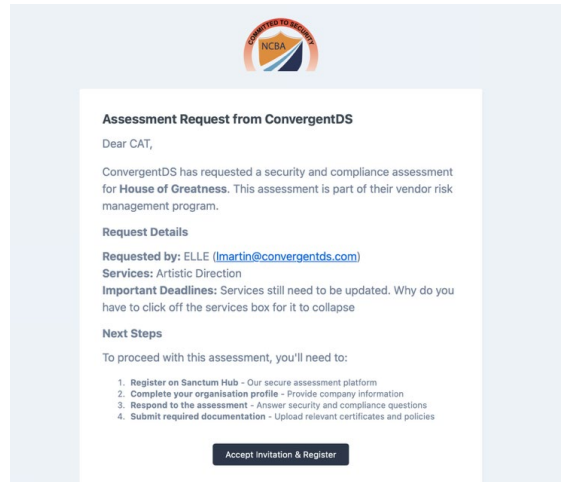 COMMITTED TO SECURITY
NCBA
Assessment Request from ConvergentDS
Dear CAT,
ConvergentDS has requested a security and compliance assessment
for House of Greatness. This assessment is part of their vendor risk
management program.
Request Details
Requested by: ELLE (lmartin@convergentds.com)
Services: Artistic Direction
Important Deadlines: Services still need to be updated. Why do you
have to click off the services box for it to collapse
Next Steps
To proceed with this assessment, you'll need to:
1. Register on Sanctum Hub - Our secure assessment platform
2. Complete your organisation profile - Provide company information
3. Respond to the assessment - Answer security and compliance questions
4. Submit required documentation - Upload relevant certificates and policies
Accept Invitation & Register